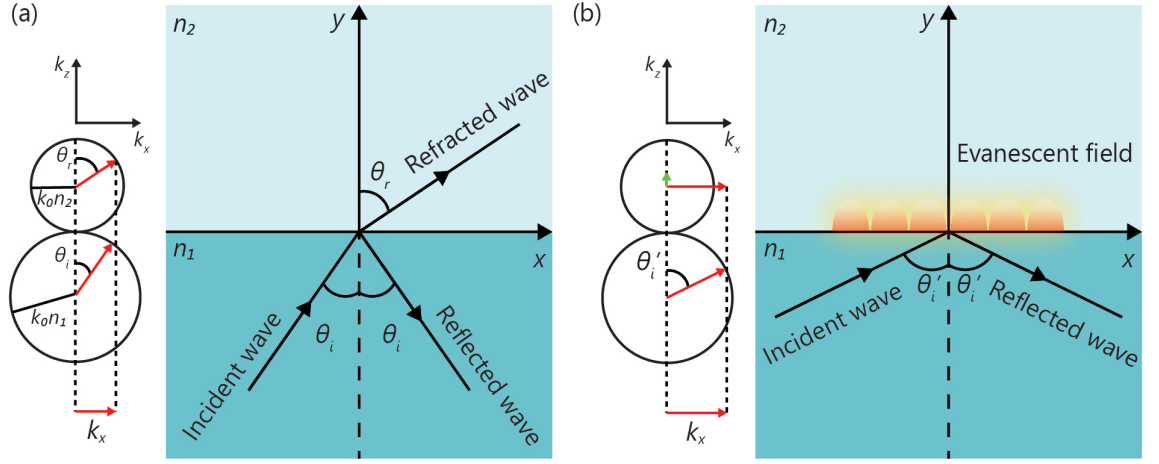 (a)
n₂
y
k_z
k_x
θ_r
k₀n₂
Refracted wave
θ_r
n₁
x
θ_i
k₀n₁
θ_i
θ_i
Incident wave
Reflected wave
k_x
(b)
n₂
y
k_z
k_x
Evanescent field
n₁
x
θ_i′
θ_i′
θ_i′
Incident wave
Reflected wave
k_x